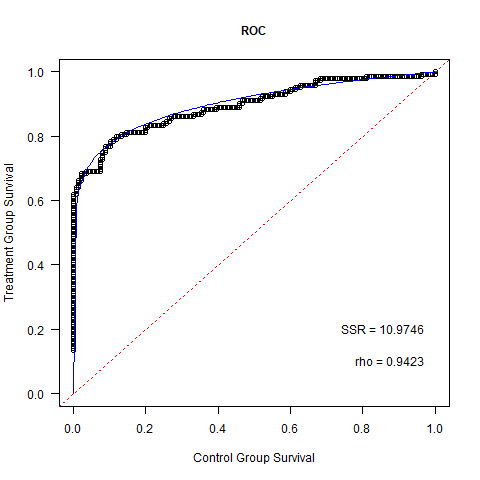 ROC
Treatment Group Survival
1.0
0.8
0.6
0.4
0.2
0.0
SSR = 10.9746
rho = 0.9423
0.0 0.2 0.4 0.6 0.8 1.0
Control Group Survival